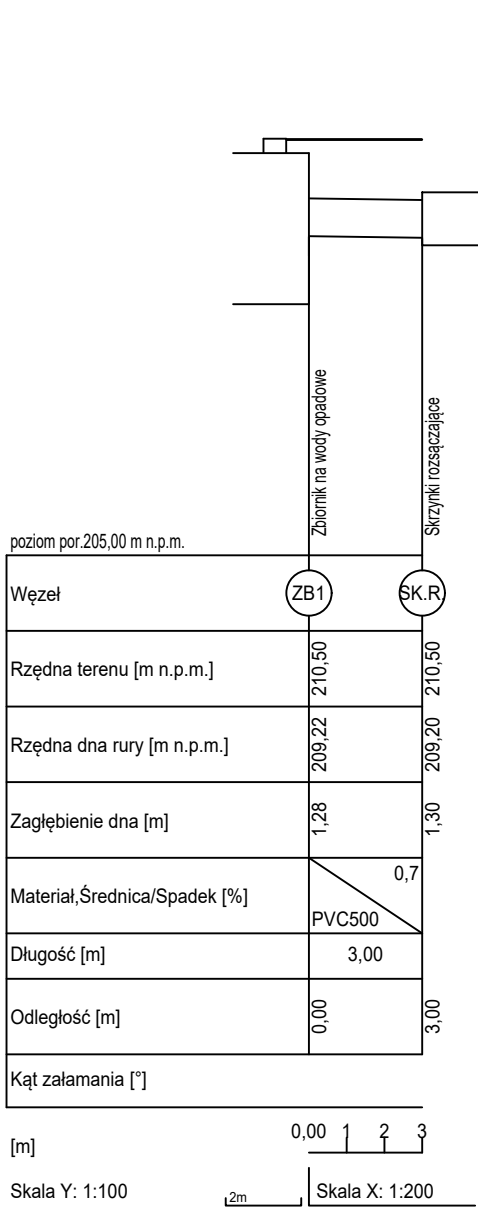 Zbiornik na wody opadowe
Skrzynki rozsączające
poziom por.205,00 m n.p.m.
Węzeł ZB1 SK.R.
Rzędna terenu [m n.p.m.] 210,50 210,50
Rzędna dna rury [m n.p.m.] 209,22 209,20
Zagłębienie dna [m] 1,28 1,30
Materiał,Średnica/Spadek [%] PVC500 0,7
Długość [m] 3,00
Odległość [m] 0,00 3,00
Kąt załamania [°]
[m] 0,00 1 2 3
Skala Y: 1:100 2m Skala X: 1:200